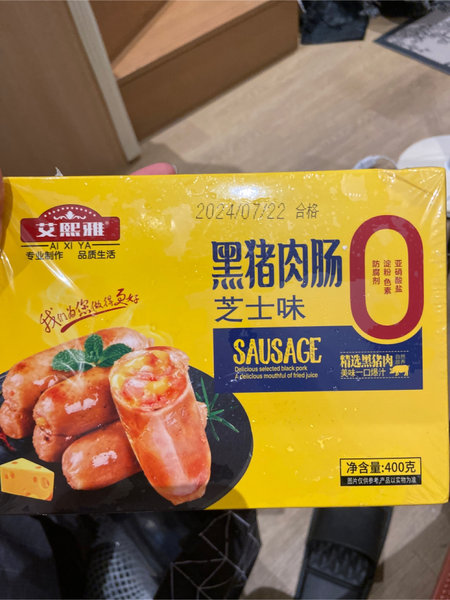 2024/07/22 合格
艾熙雅
AI XI YA
专业制作 品质生活
黑猪肉肠
芝士味
0
亚硝酸盐
淀粉 色素
防腐剂
我们为您做得更好
SAUSAGE
Delicious selected black pork
delicious mouthful of fried juice
精选黑猪肉
美味一口爆汁
净含量:400克
图片仅供参考,产品以实物为准